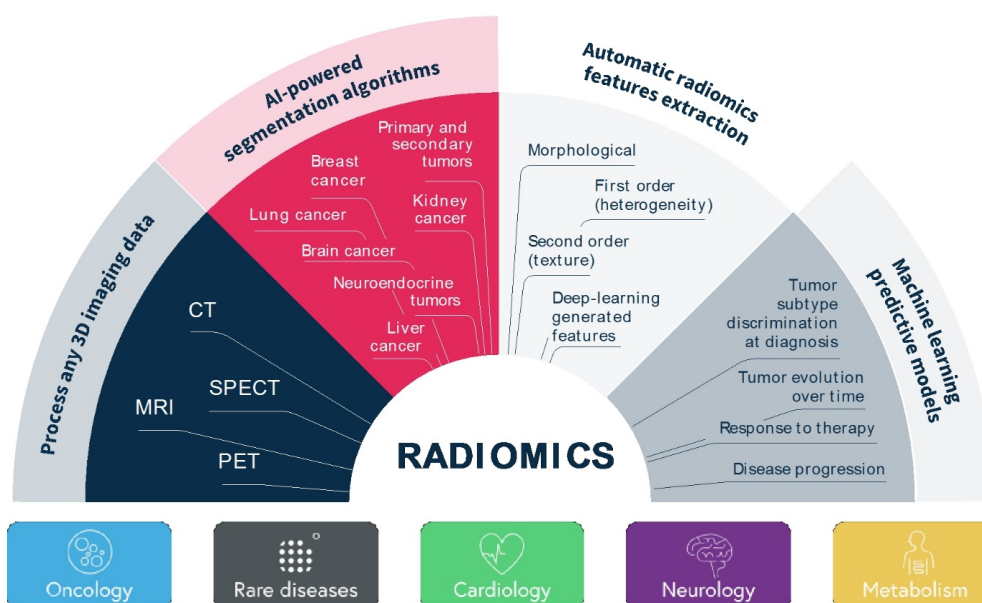 Process any 3D imaging data
CT
SPECT
MRI
PET
AI-powered
segmentation algorithms
Primary and
secondary
tumors
Breast
cancer
Kidney
cancer
Lung cancer
Brain cancer
Neuroendocrine
tumors
Liver
cancer
Automatic radiomics
features extraction
Morphological
First order
(heterogeneity)
Second order
(texture)
Deep-learning
generated
features
Machine learning
predictive models
Tumor
subtype
discrimination
at diagnosis
Tumor evolution
over time
Response to therapy
Disease progression
RADIOMICS
Oncology
Rare diseases
Cardiology
Neurology
Metabolism